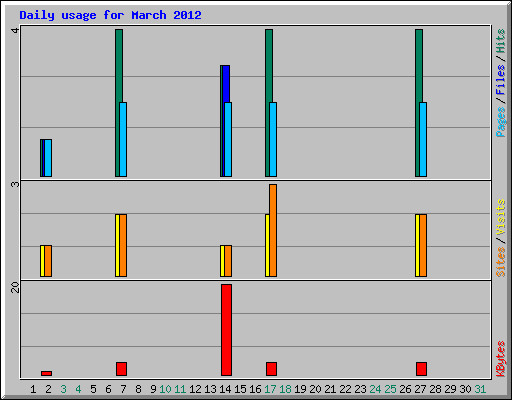 Daily usage for March 2012
4
3
20
Pages/Files/Hits
Sites/Visits
KBytes
1 2 3 4 5 6 7 8 9 10 11 12 13 14 15 16 17 18 19 20 21 22 23 24 25 26 27 28 29 30 31